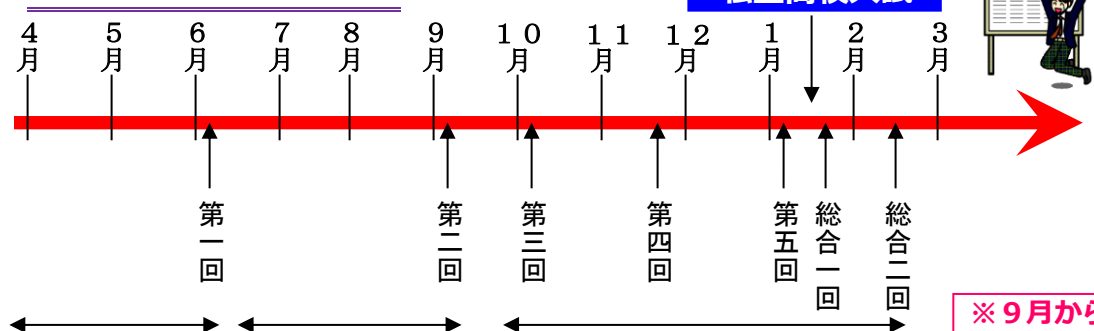 4月
5月
6月
7月
8月
9月
10月
11月
12月
1月
2月
3月
第一回
第二回
第三回
第四回
第五回
総合一回
総合二回
※９月から